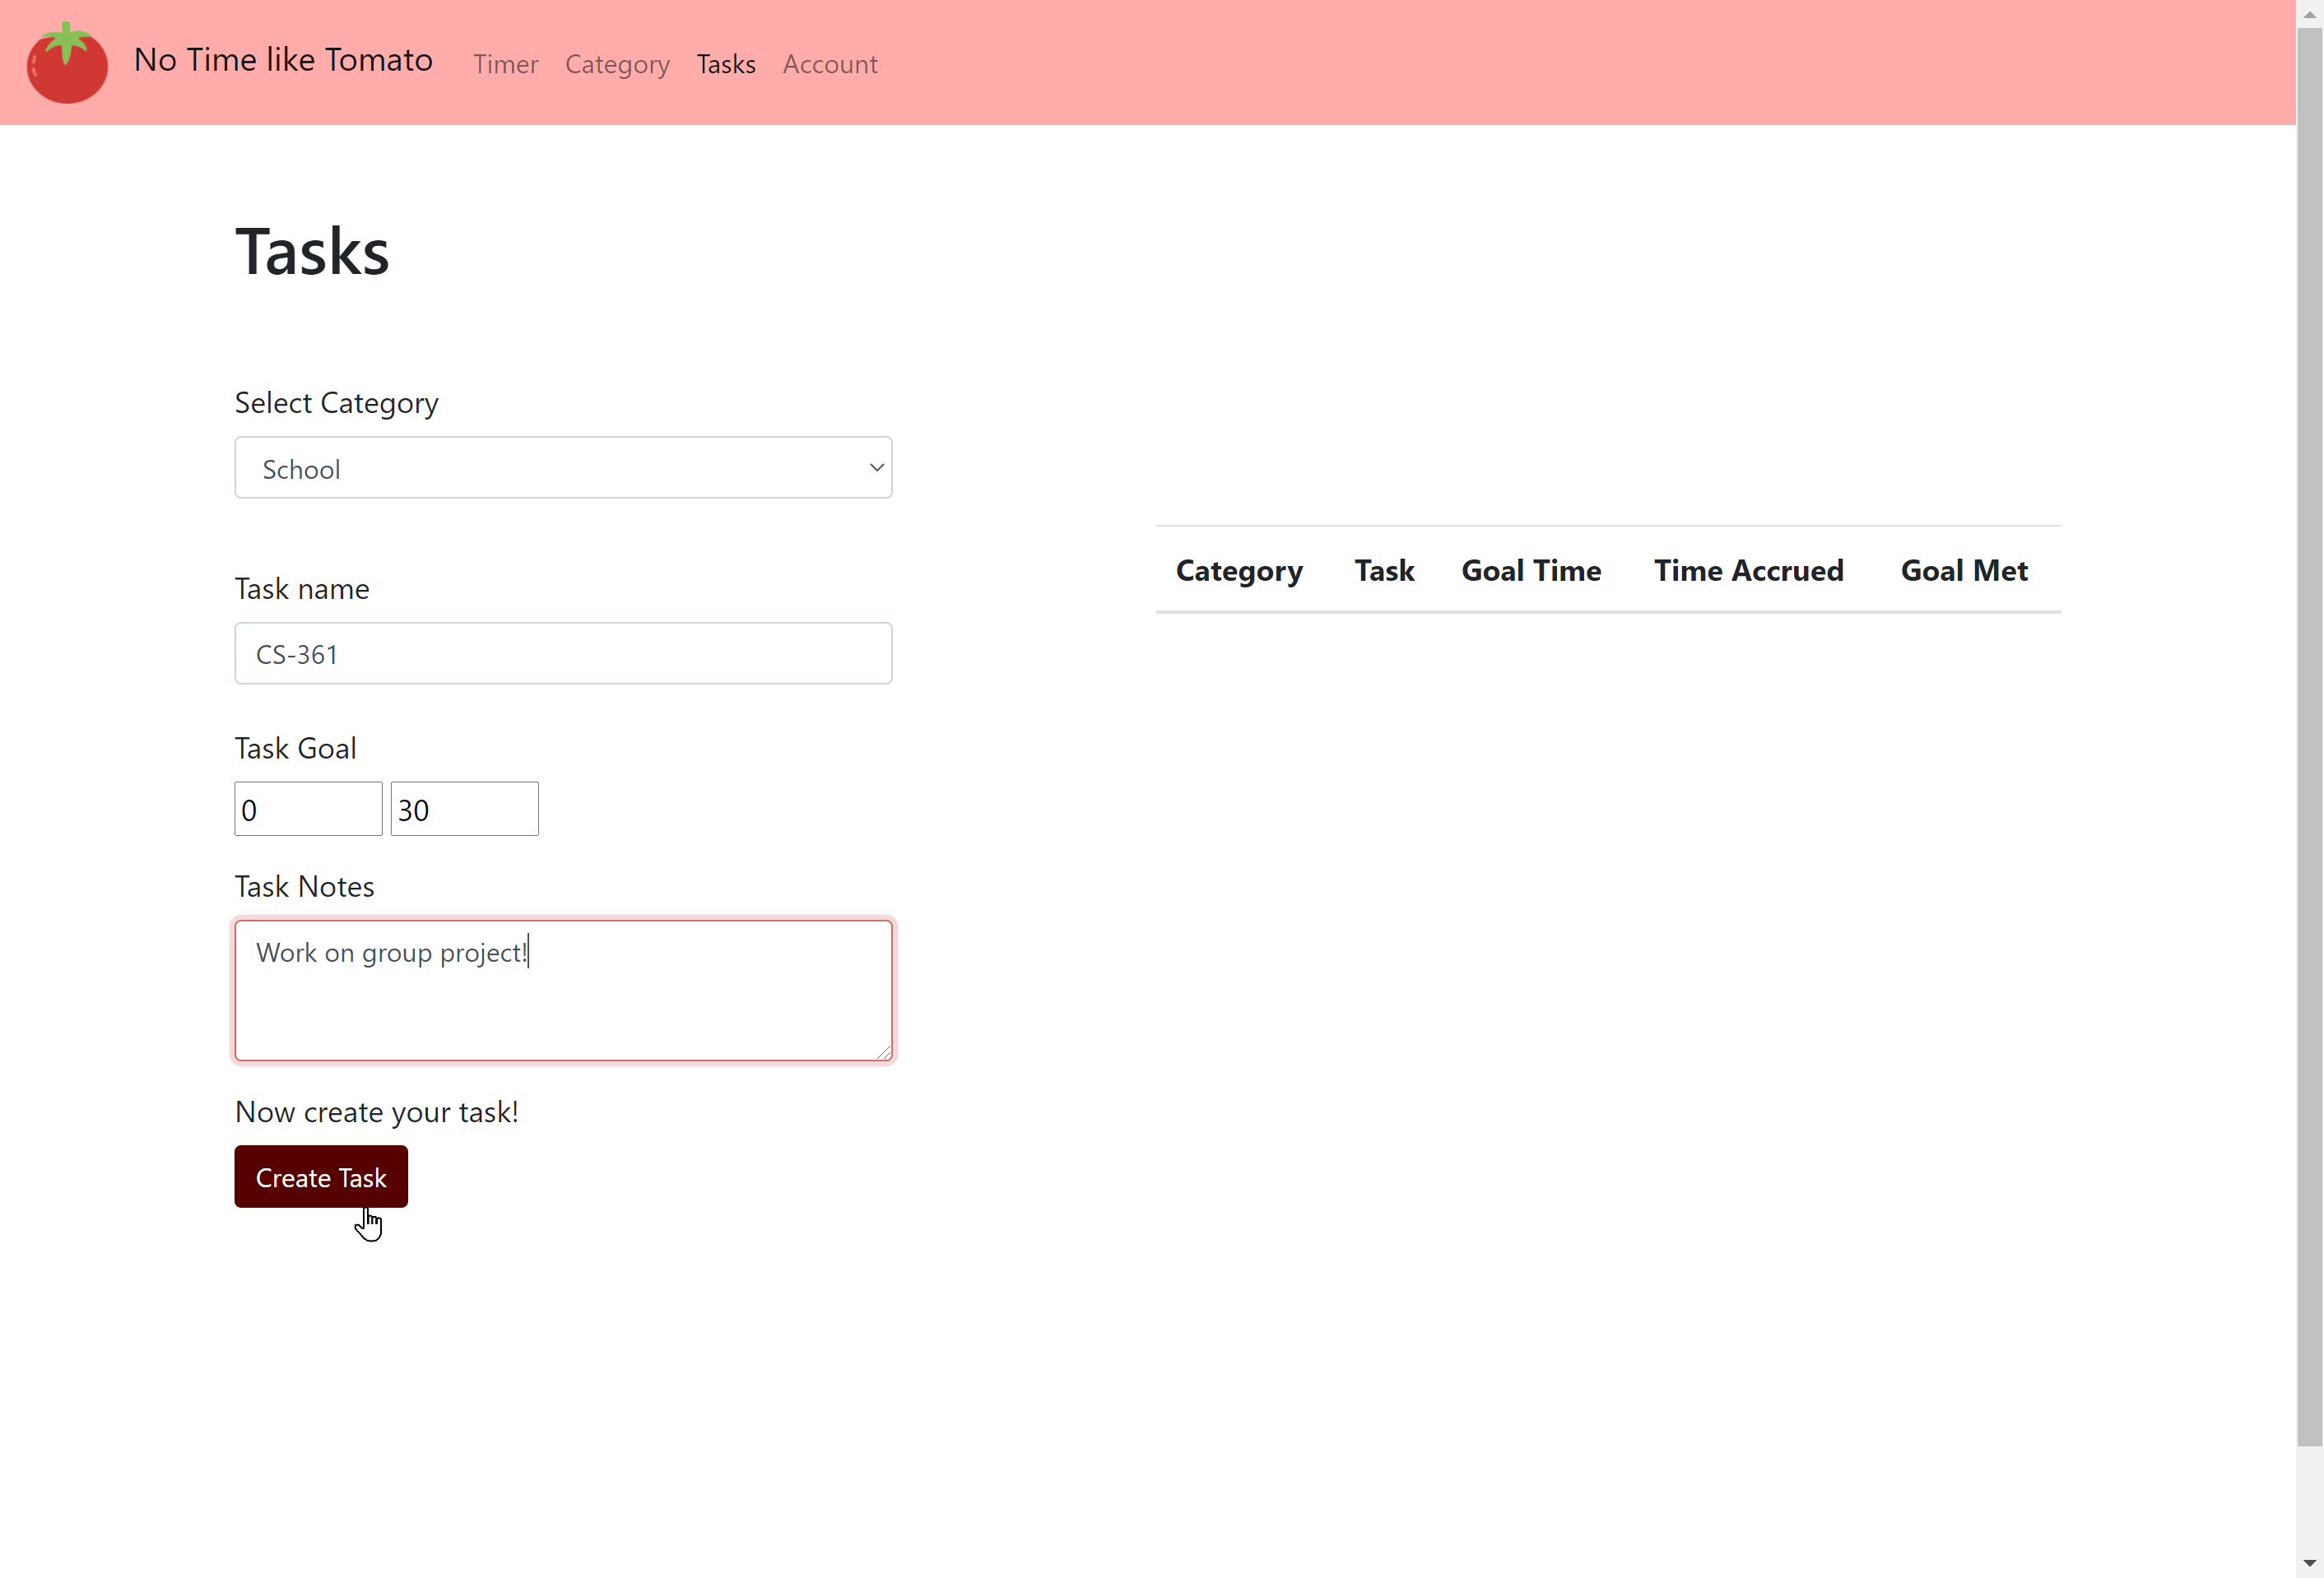 No Time like Tomato
Timer Category Tasks Account
Tasks
Select Category
School
Task name
CS-361
Task Goal
0 30
Task Notes
Work on group project!
Now create your task!
Create Task
Category Task Goal Time Time Accrued Goal Met